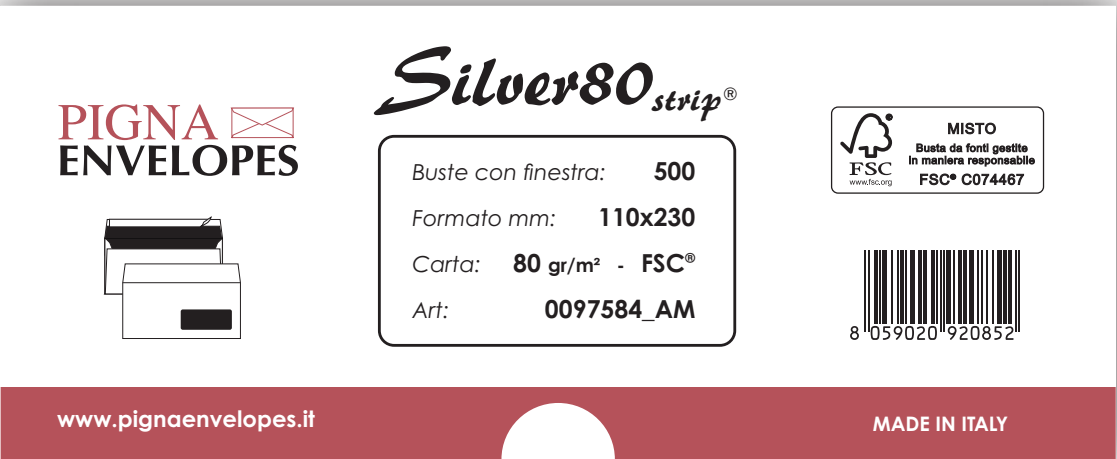 PIGNA
ENVELOPES
Silver80 strip®
Buste con finestra: 500
Formato mm: 110x230
Carta: 80 gr/m² - FSC®
Art: 0097584_AM
FSC
www.fsc.org
MISTO
Busta da fonti gestite
in maniera responsabile
FSC® C074467
8 059020 920852
www.pignaenvelopes.it
MADE IN ITALY